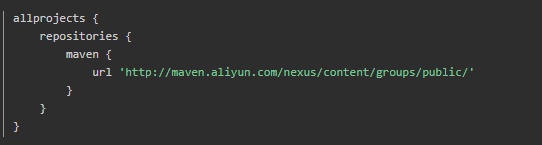 allprojects {
    repositories {
        maven {
            url 'http://maven.aliyun.com/nexus/content/groups/public/'
        }
    }
}